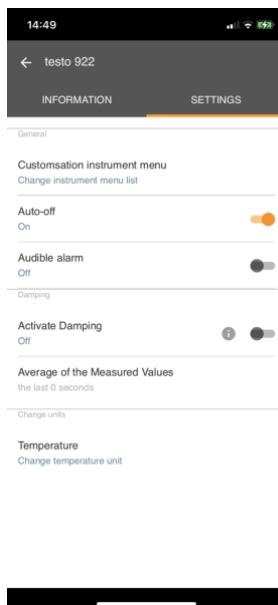 14:49
testo 922
INFORMATION SETTINGS
General
Customsation instrument menu
Change instrument menu list
Auto-off
On
Audible alarm
Off
Damping
Activate Damping
Off
Average of the Measured Values
the last 0 seconds
Change units
Temperature
Change temperature unit